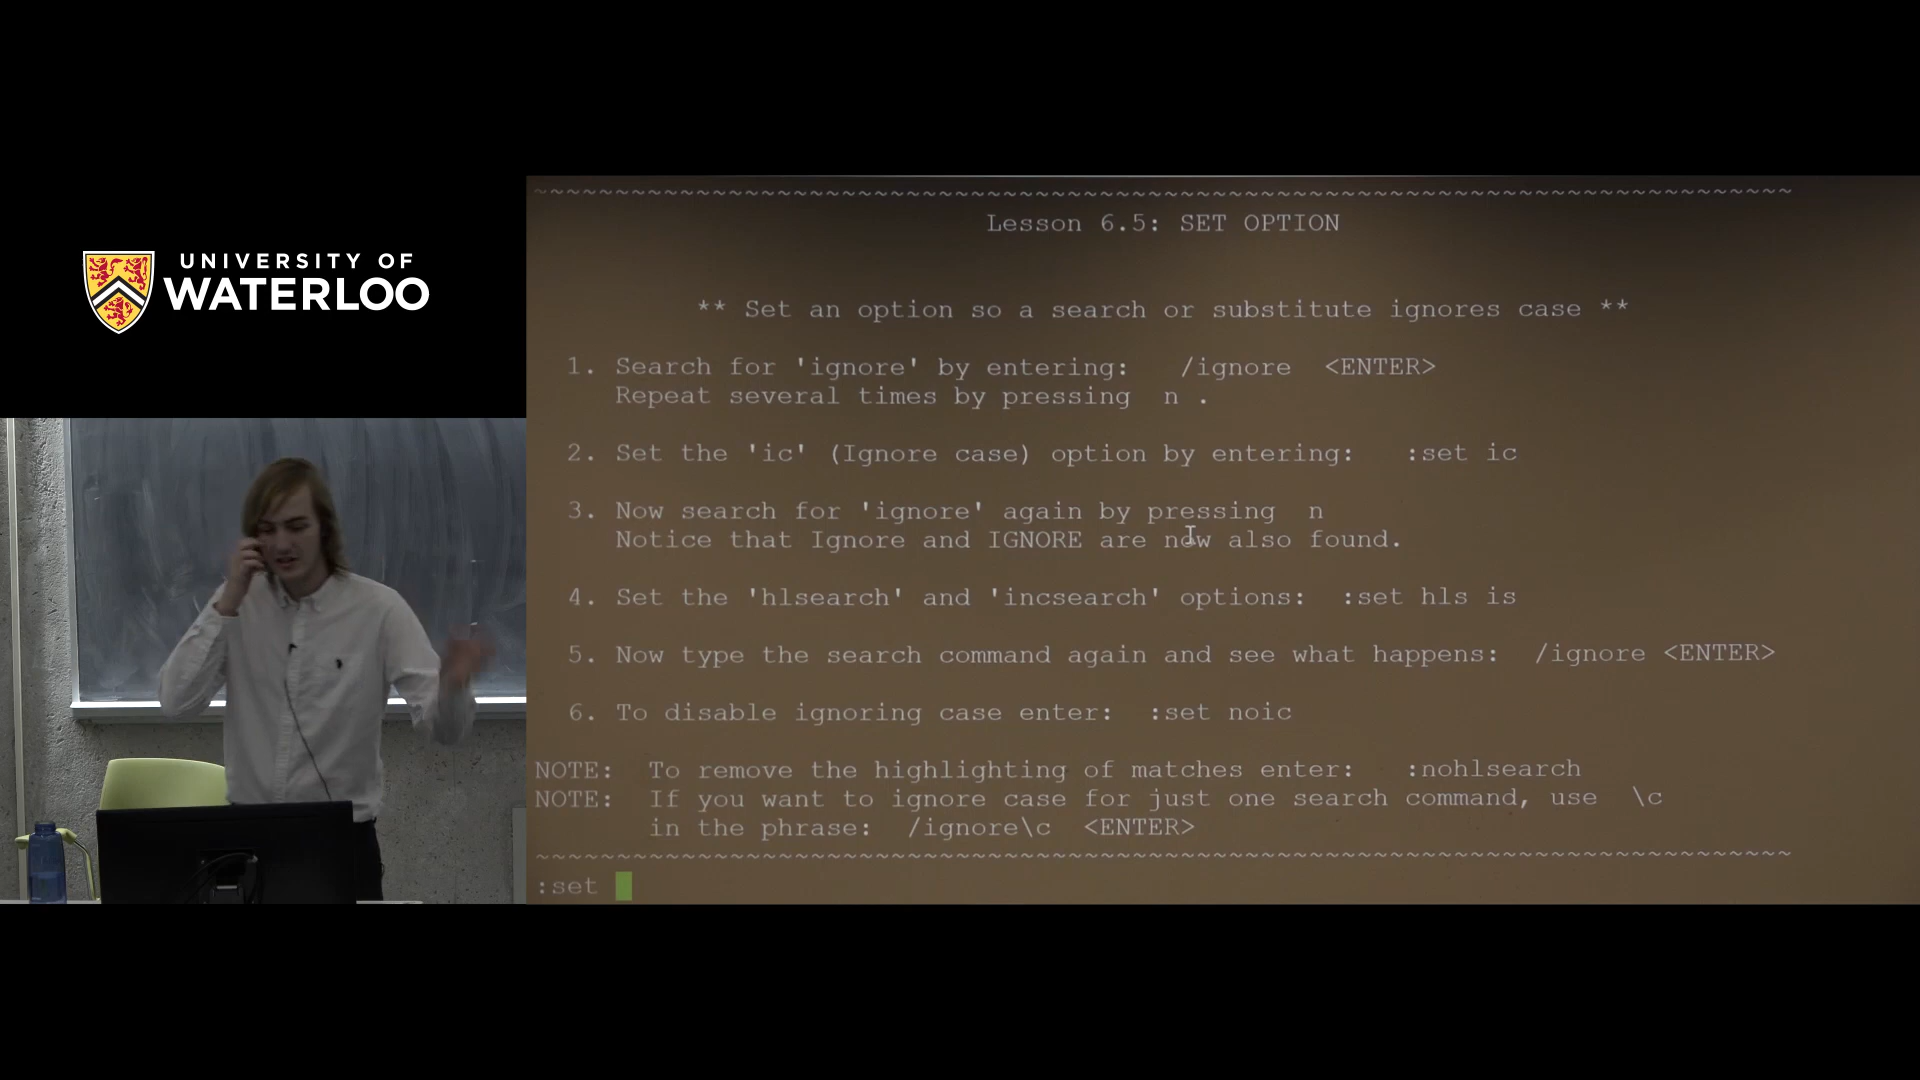 UNIVERSITY OF
WATERLOO
~~~~~~~~~~~~~~~~~~~~~~~~~~~~~~~~~~~~~~~~~~~~~~~~~~~~~~~~~~~~~~~~~~~~~~~~~~~~~~
Lesson 6.5: SET OPTION
** Set an option so a search or substitute ignores case **
1. Search for 'ignore' by entering:   /ignore  <ENTER>
Repeat several times by pressing  n .
2. Set the 'ic' (Ignore case) option by entering:   :set ic
3. Now search for 'ignore' again by pressing  n
Notice that Ignore and IGNORE are now also found.
4. Set the 'hlsearch' and 'incsearch' options:  :set hls is
5. Now type the search command again and see what happens:  /ignore <ENTER>
6. To disable ignoring case enter:  :set noic
NOTE:  To remove the highlighting of matches enter:   :nohlsearch
NOTE:  If you want to ignore case for just one search command, use  \c
in the phrase:  /ignore\c  <ENTER>
~~~~~~~~~~~~~~~~~~~~~~~~~~~~~~~~~~~~~~~~~~~~~~~~~~~~~~~~~~~~~~~~~~~~~~~~~~~~~~
:set